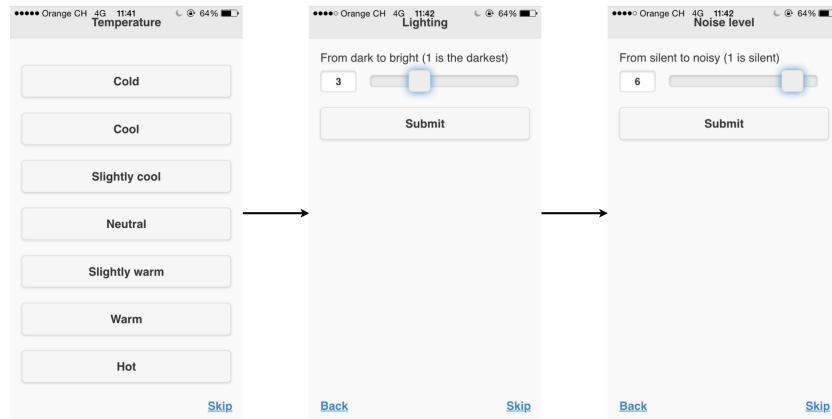 Orange CH 4G 11:41 64%
Temperature
Cold
Cool
Slightly cool
Neutral
Slightly warm
Warm
Hot
Skip
Orange CH 4G 11:42 64%
Lighting
From dark to bright (1 is the darkest)
3
Submit
Back Skip
Orange CH 4G 11:42 64%
Noise level
From silent to noisy (1 is silent)
6
Submit
Back Skip